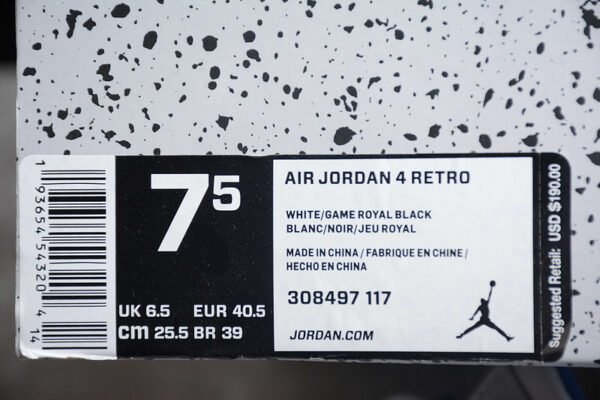 1 93654 54320 4 14
7 5
UK 6.5 EUR 40.5
cm 25.5 BR 39
AIR JORDAN 4 RETRO
WHITE/GAME ROYAL BLACK
BLANC/NOIR/JEU ROYAL
MADE IN CHINA / FABRIQUE EN CHINE /
HECHO EN CHINA
308497 117
JORDAN.COM
Suggested Retail: USD $190.00